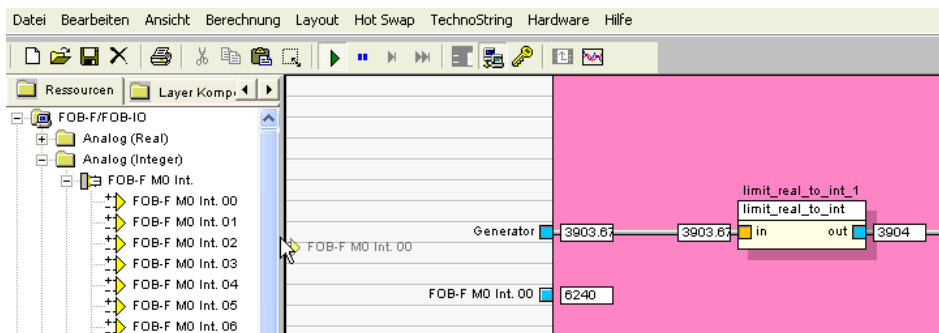 Datei Bearbeiten Ansicht Berechnung Layout Hot Swap TechnoString Hardware Hilfe
Ressourcen Layer Komp
FOB-F/FOB-IO
Analog (Real)
Analog (Integer)
FOB-F M0 Int.
FOB-F M0 Int. 00
FOB-F M0 Int. 01
FOB-F M0 Int. 02
FOB-F M0 Int. 03
FOB-F M0 Int. 04
FOB-F M0 Int. 05
FOB-F M0 Int. 06
FOB-F M0 Int. 00
Generator 3903.67
FOB-F M0 Int. 00 6240
limit_real_to_int_1
limit_real_to_int
3903.67 in out 3904